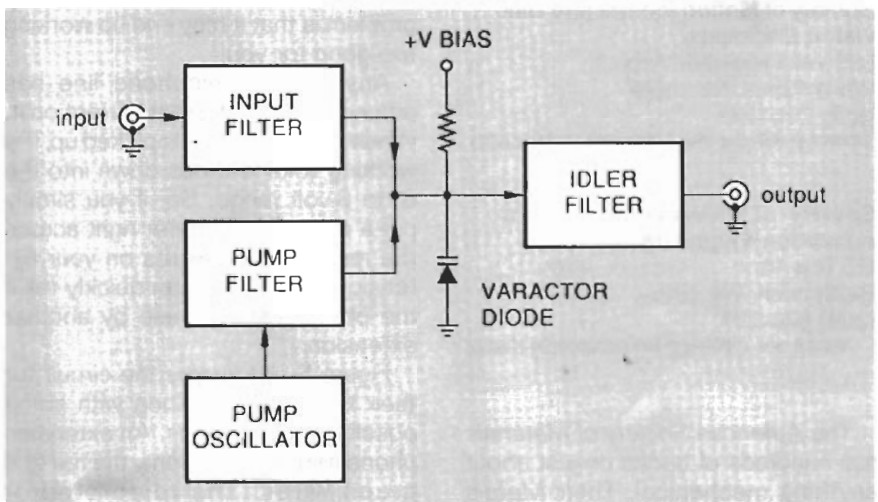 +V BIAS
input
INPUT
FILTER
IDLER
FILTER
output
PUMP
FILTER
VARACTOR
DIODE
PUMP
OSCILLATOR